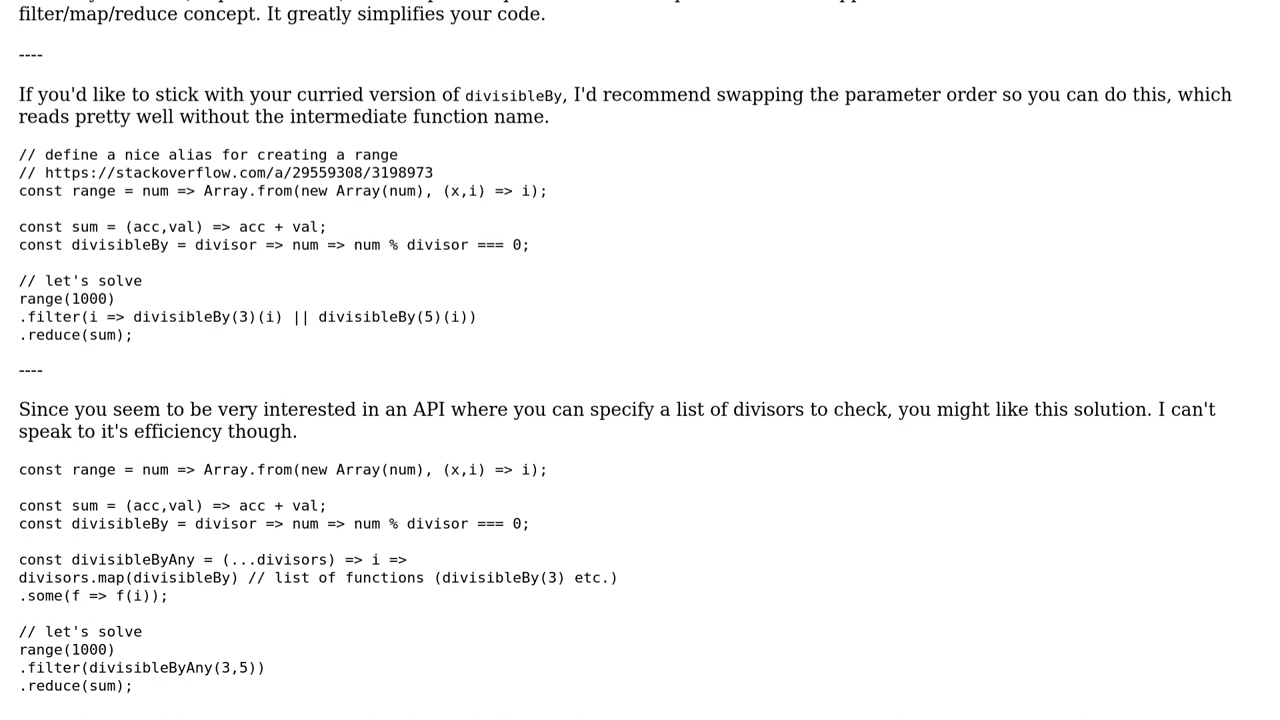 filter/map/reduce concept. It greatly simplifies your code.
----
If you'd like to stick with your curried version of divisibleBy, I'd recommend swapping the parameter order so you can do this, which
reads pretty well without the intermediate function name.
// define a nice alias for creating a range
// https://stackoverflow.com/a/29559308/3198973
const range = num => Array.from(new Array(num), (x,i) => i);
const sum = (acc,val) => acc + val;
const divisibleBy = divisor => num => num % divisor === 0;
// let's solve
range(1000)
.filter(i => divisibleBy(3)(i) || divisibleBy(5)(i))
.reduce(sum);
----
Since you seem to be very interested in an API where you can specify a list of divisors to check, you might like this solution. I can't
speak to it's efficiency though.
const range = num => Array.from(new Array(num), (x,i) => i);
const sum = (acc,val) => acc + val;
const divisibleBy = divisor => num => num % divisor === 0;
const divisibleByAny = (...divisors) => i =>
divisors.map(divisibleBy) // list of functions (divisibleBy(3) etc.)
.some(f => f(i));
// let's solve
range(1000)
.filter(divisibleByAny(3,5))
.reduce(sum);